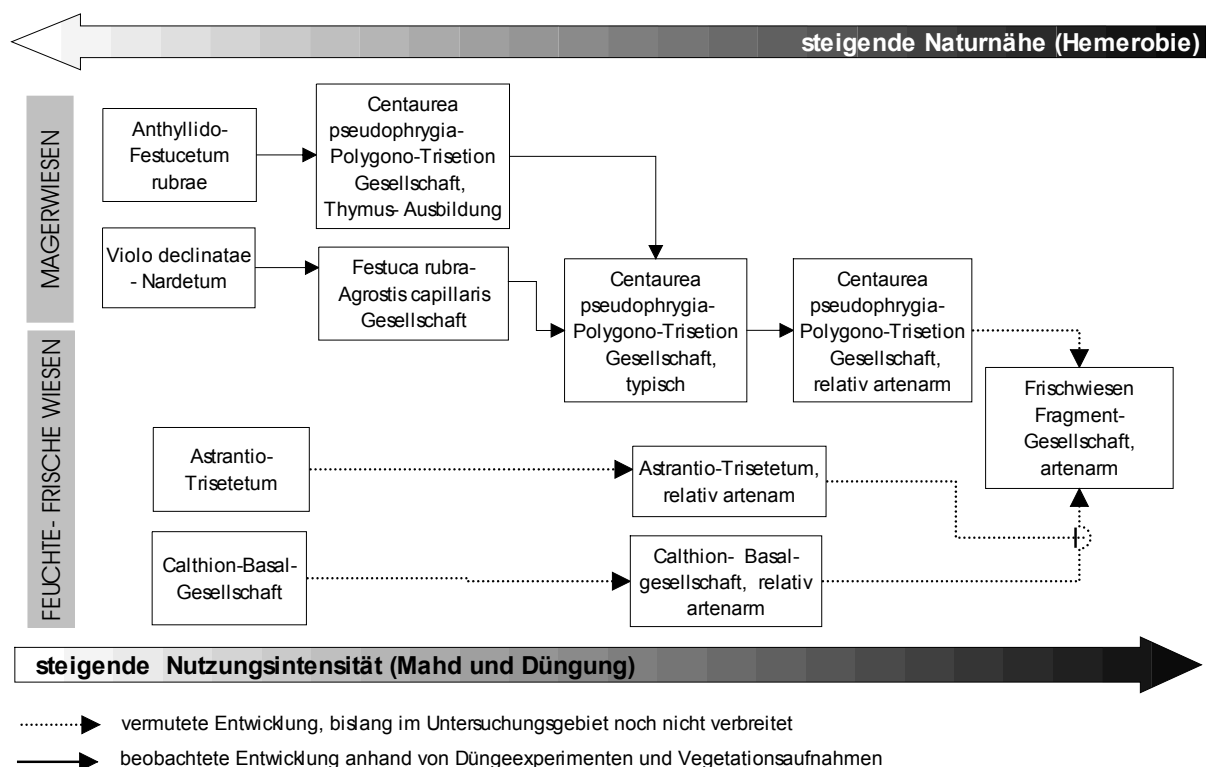 steigende Naturnähe (Hemerobie)
MAGERWIESEN
Anthyllido-
Festucetum
rubrae
Centaurea
pseudophrygia-
Polygono-Trisetion
Gesellschaft,
Thymus- Ausbildung
Violo declinatae
- Nardetum
Festuca rubra-
Agrostis capillaris
Gesellschaft
Centaurea
pseudophrygia-
Polygono-Trisetion
Gesellschaft,
typisch
Centaurea
pseudophrygia-
Polygono-Trisetion
Gesellschaft,
relativ artenarm
Frischwiesen
Fragment-
Gesellschaft,
artenarm
FEUCHTE- FRISCHE WIESEN
Astrantio-
Trisetetum
Astrantio-Trisetetum,
relativ artenam
Calthion-Basal-
Gesellschaft
Calthion- Basal-
gesellschaft, relativ
artenarm
steigende Nutzungsintensität (Mahd und Düngung)
vermutete Entwicklung, bislang im Untersuchungsgebiet noch nicht verbreitet
beobachtete Entwicklung anhand von Düngeexperimenten und Vegetationsaufnahmen